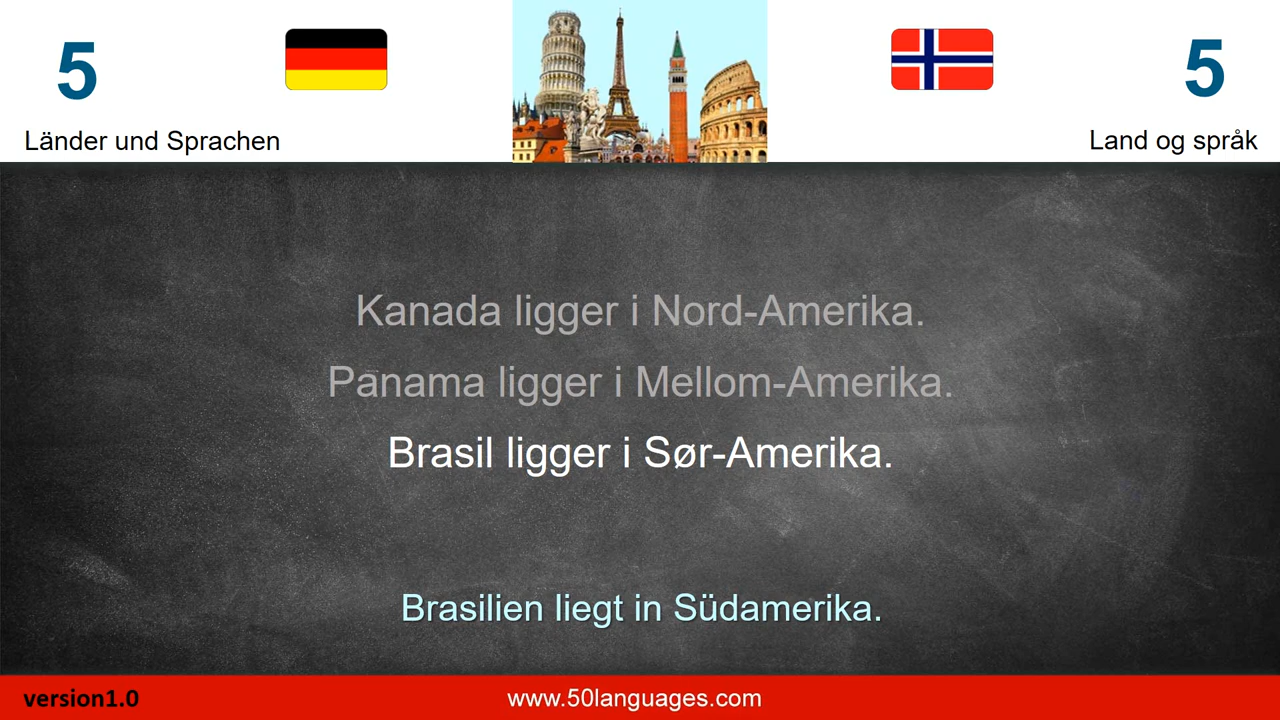 5
5
Länder und Sprachen
Land og språk
Kanada ligger i Nord-Amerika.
Panama ligger i Mellom-Amerika.
Brasil ligger i Sør-Amerika.
Brasilien liegt in Südamerika.
version1.0
www.50languages.com